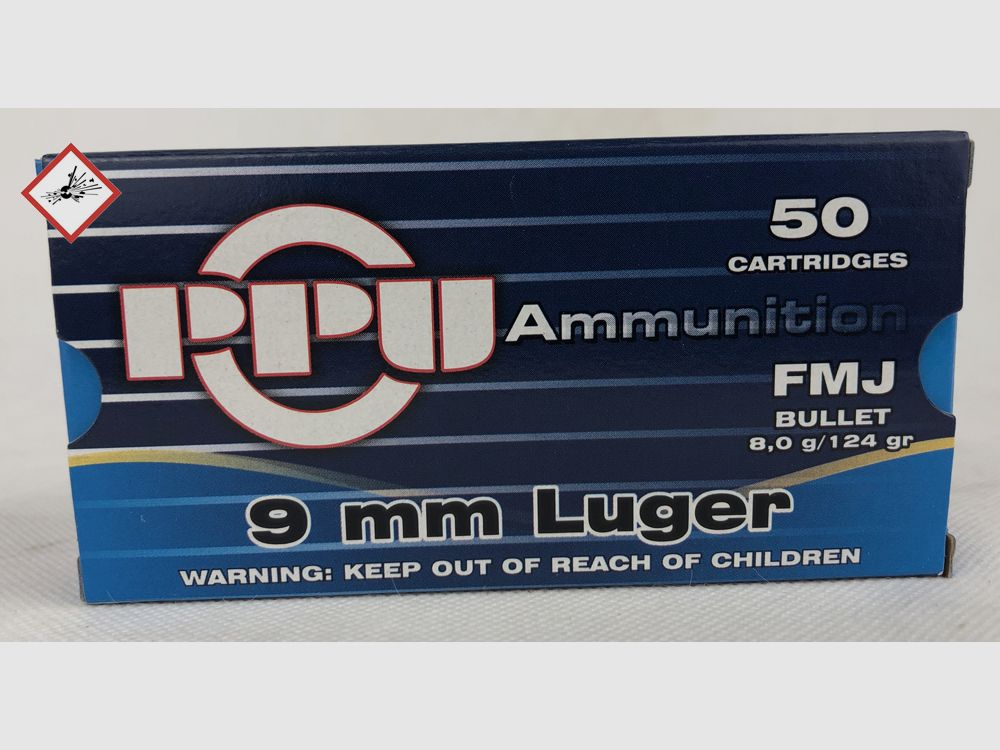 50
CARTRIDGES
PPU Ammunition
FMJ
BULLET
8,0 g/124 gr
9 mm Luger
WARNING: KEEP OUT OF REACH OF CHILDREN